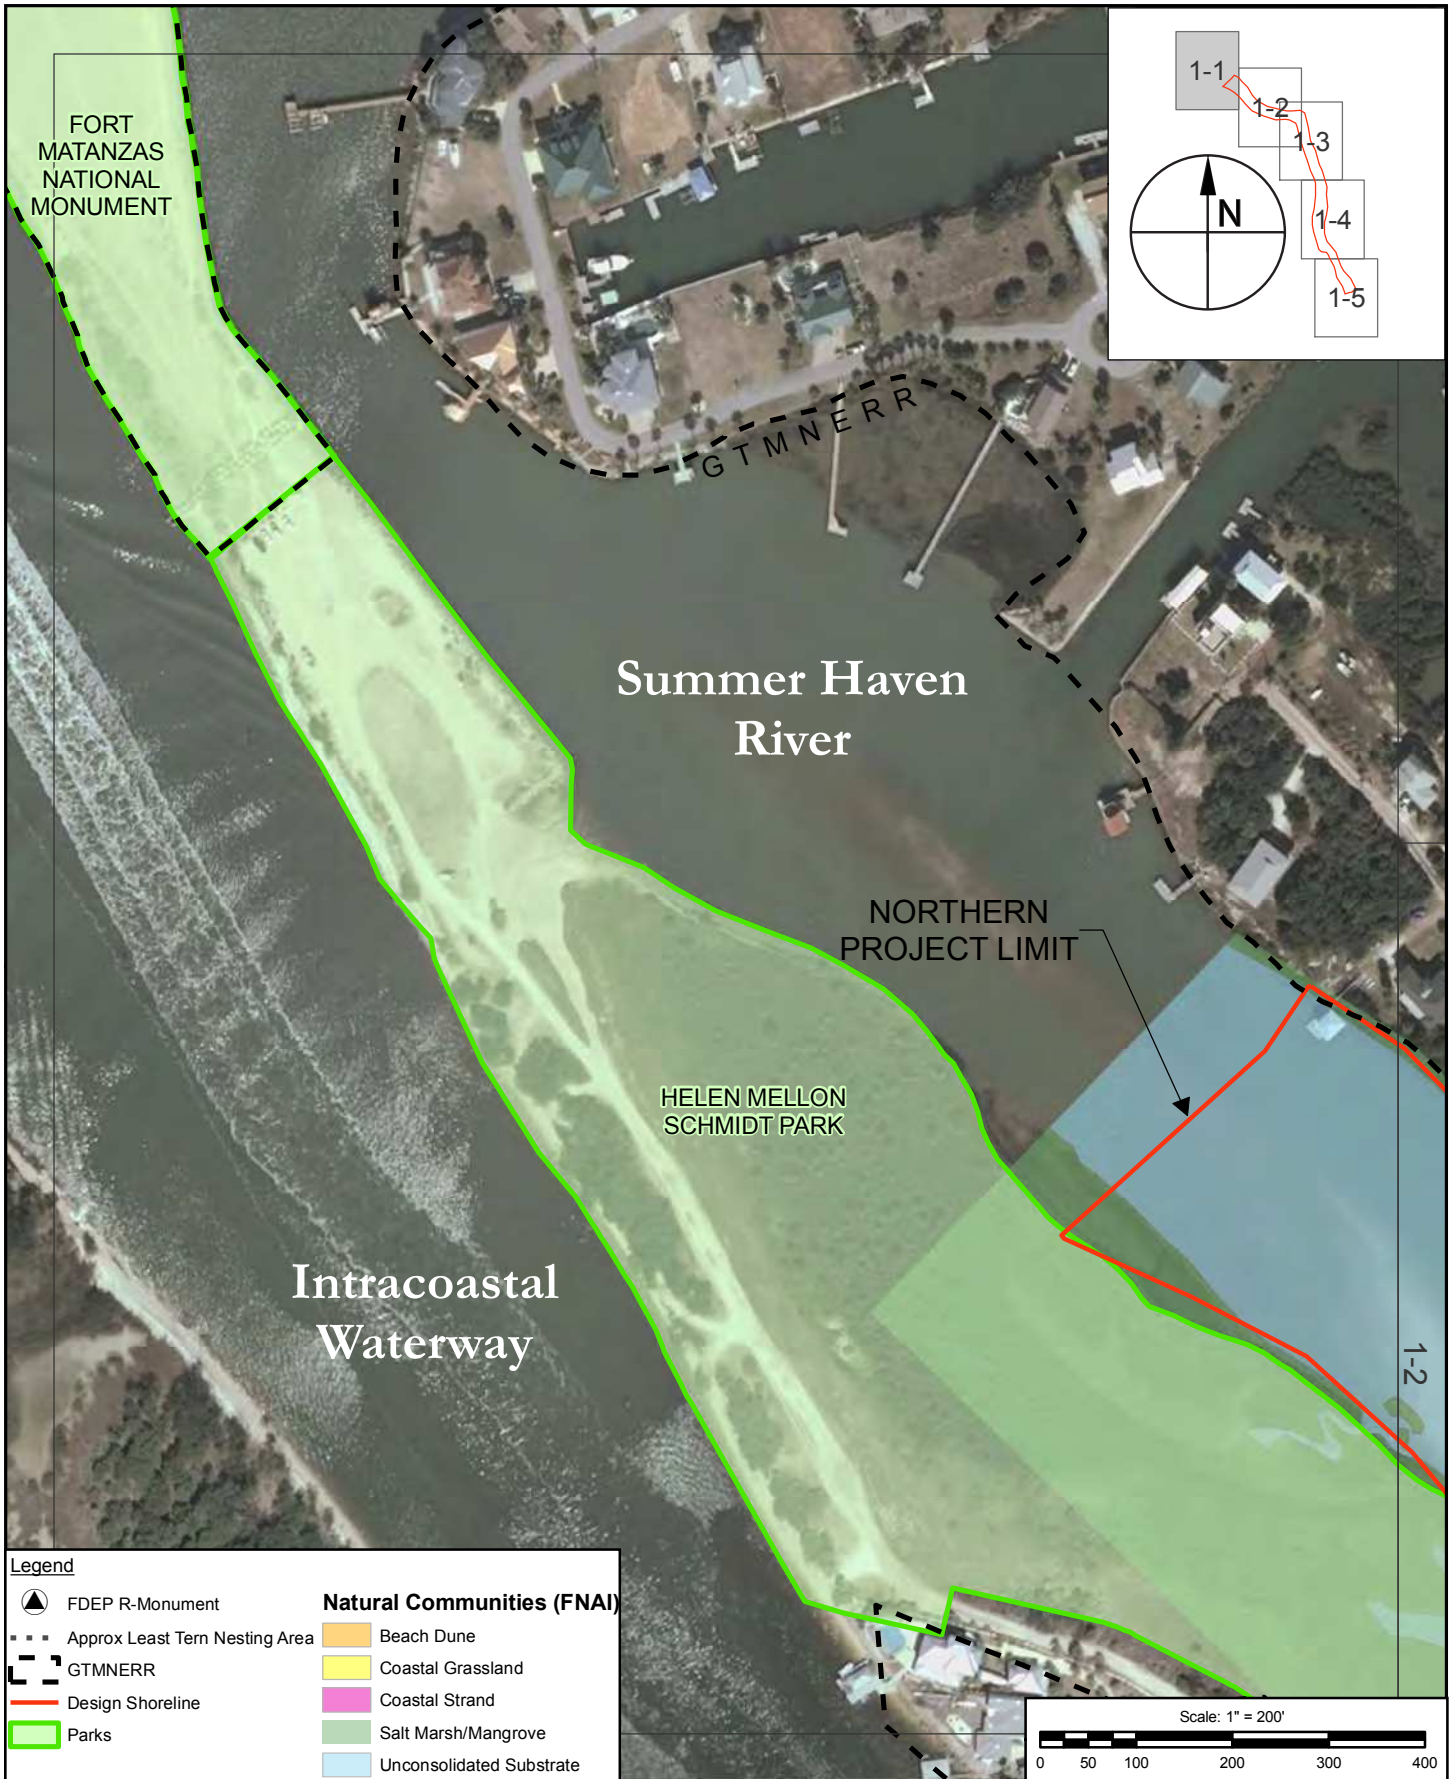 FORT
MATANZAS
NATIONAL
MONUMENT
1-1
1-2
1-3
1-4
1-5
N
GTMNERR
Summer Haven
River
NORTHERN
PROJECT LIMIT
HELEN MELLON
SCHMIDT PARK
Intracoastal
Waterway
1-2
Legend
FDEP R-Monument
Approx Least Tern Nesting Area
GTMNERR
Design Shoreline
Parks
Natural Communities (FNAI)
Beach Dune
Coastal Grassland
Coastal Strand
Salt Marsh/Mangrove
Unconsolidated Substrate
Scale: 1" = 200'
0 50 100 200 300 400